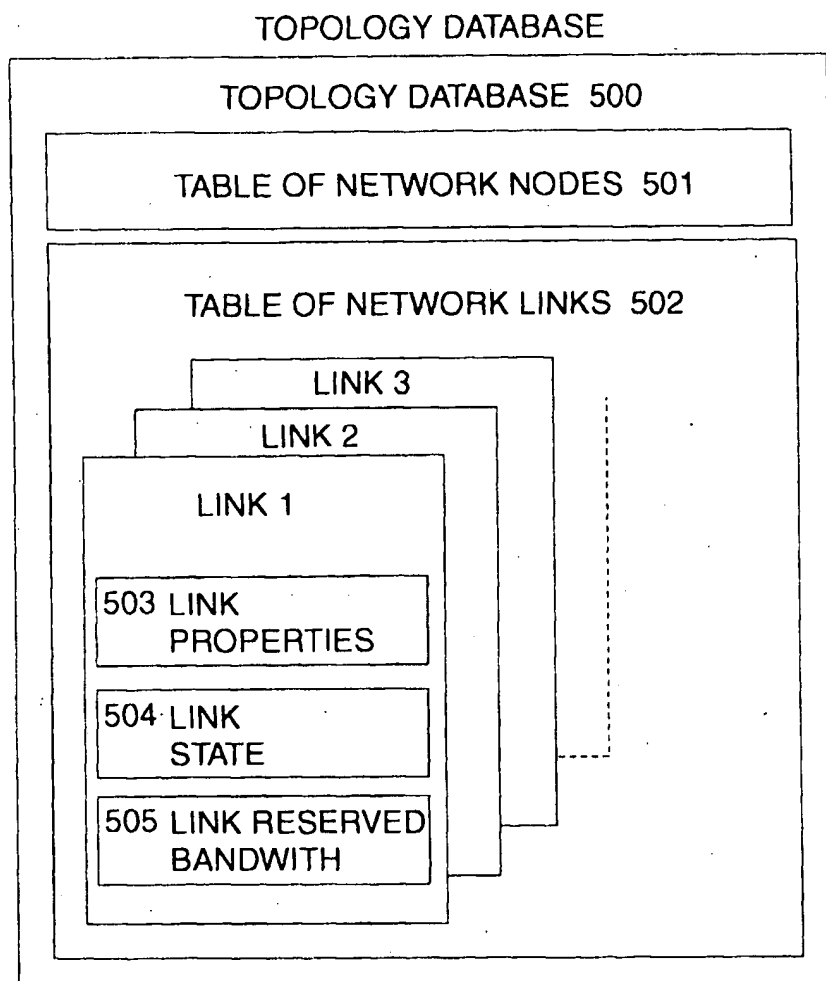 TOPOLOGY DATABASE
TOPOLOGY DATABASE 500
TABLE OF NETWORK NODES 501
TABLE OF NETWORK LINKS 502
LINK 3
LINK 2
LINK 1
503 LINK
PROPERTIES
504 LINK
STATE
505 LINK RESERVED
BANDWITH